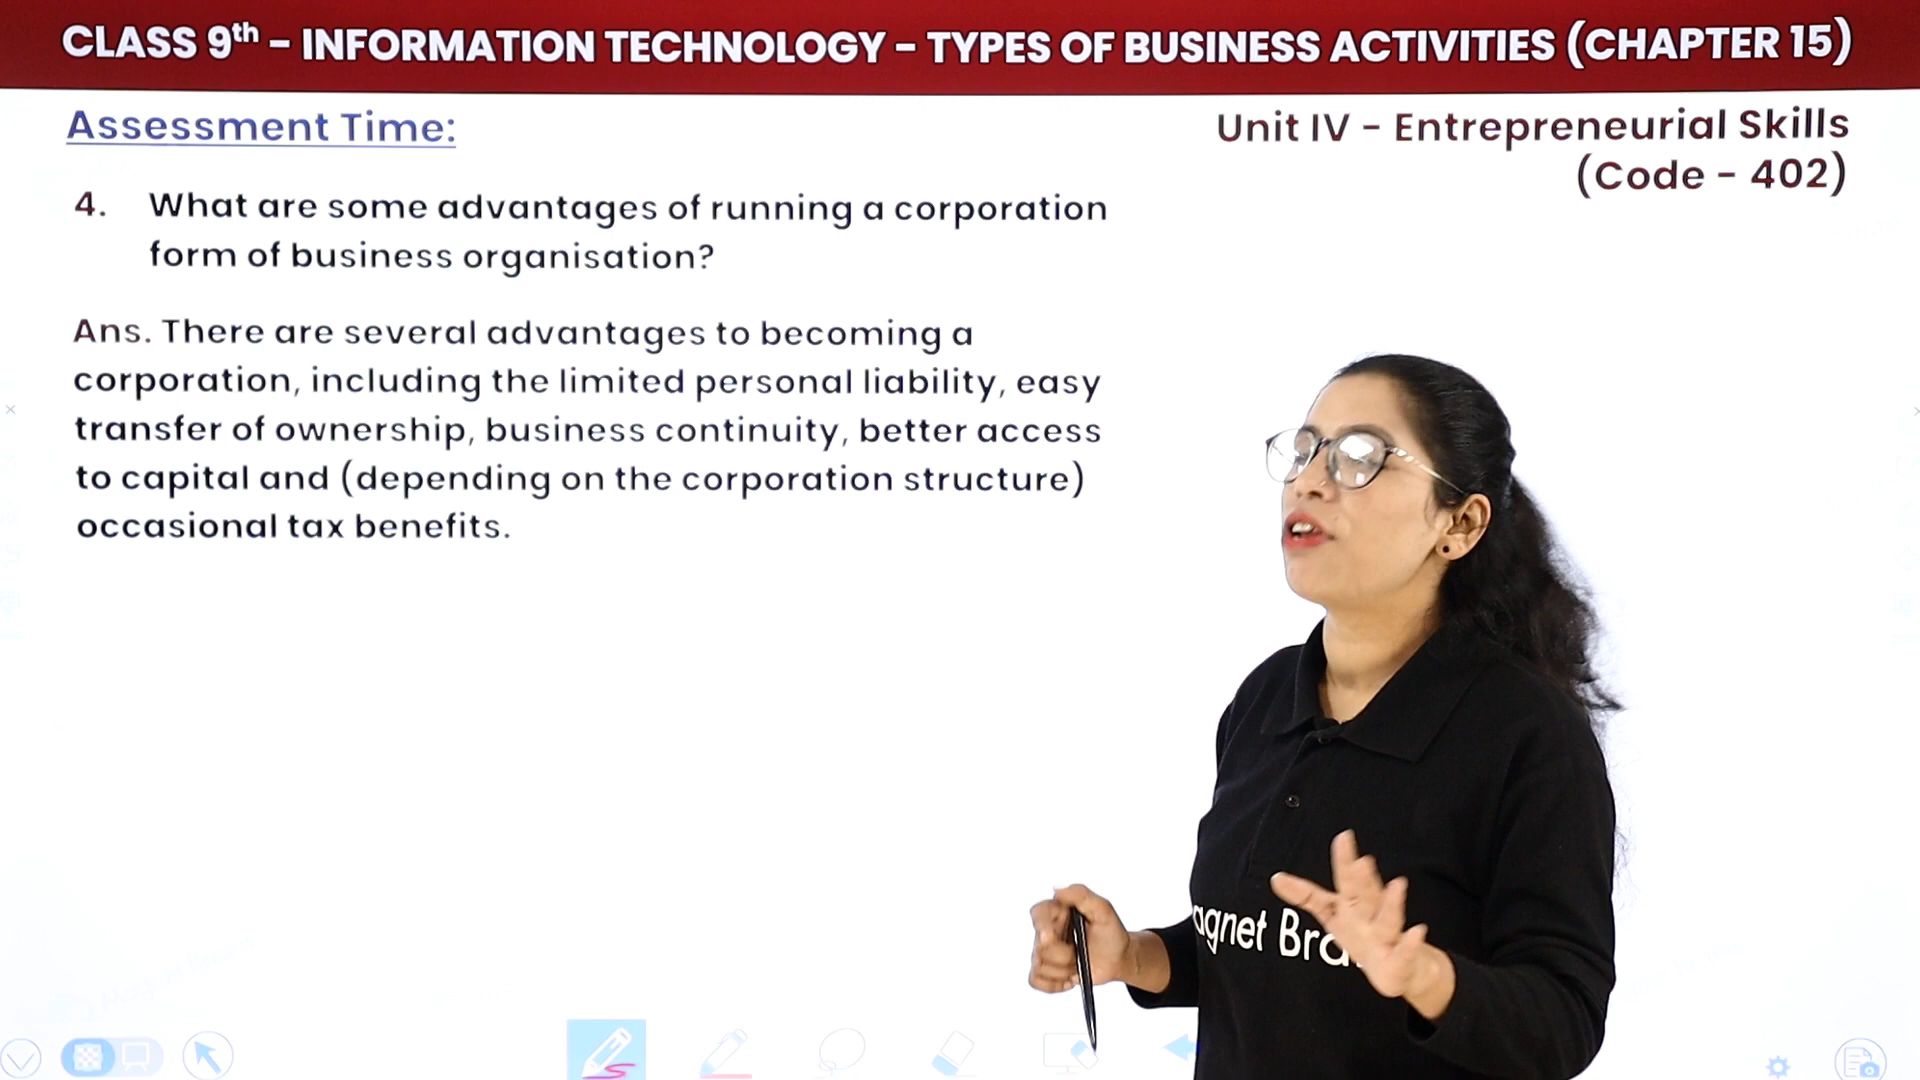 CLASS 9th – INFORMATION TECHNOLOGY – TYPES OF BUSINESS ACTIVITIES (CHAPTER 15)
Assessment Time:
Unit IV – Entrepreneurial Skills
(Code – 402)
4. What are some advantages of running a corporation
form of business organisation?
Ans. There are several advantages to becoming a
corporation, including the limited personal liability, easy
transfer of ownership, business continuity, better access
to capital and (depending on the corporation structure)
occasional tax benefits.
agnet Bra